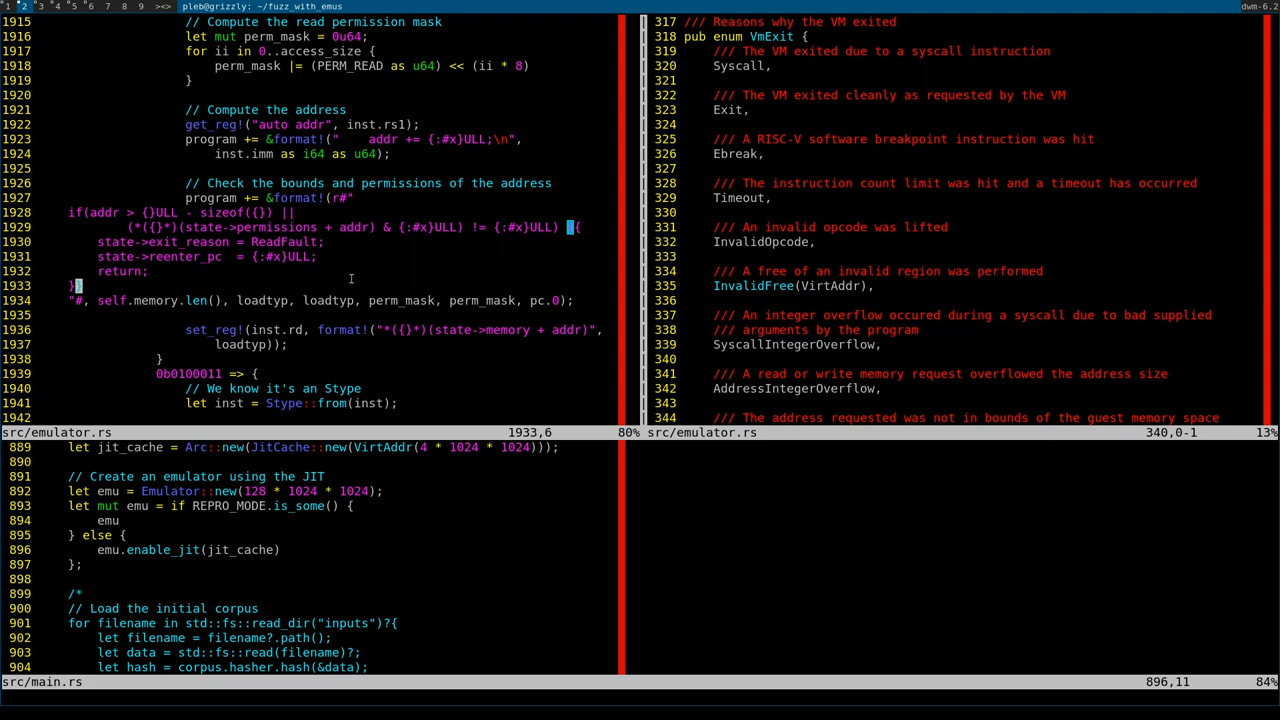 1 2 3 4 5 6 7 8 9 ><> pleb@grizzly: ~/fuzz_with_emus dwm-6.2
1915 // Compute the read permission mask
1916 let mut perm_mask = 0u64;
1917 for ii in 0..access_size {
1918 perm_mask |= (PERM_READ as u64) << (ii * 8)
1919 }
1920
1921 // Compute the address
1922 get_reg!("auto addr", inst.rs1);
1923 program += &format!("    addr += {:#x}ULL;\n",
1924 inst.imm as i64 as u64);
1925
1926 // Check the bounds and permissions of the address
1927 program += &format!(r#"
1928 if(addr > {}ULL - sizeof({}) ||
1929 (*({}*)(state->permissions + addr) & {:#x}ULL) != {:#x}ULL) {{
1930 state->exit_reason = ReadFault;
1931 state->reenter_pc  = {:#x}ULL;
1932 return;
1933 }}
1934 "#, self.memory.len(), loadtyp, loadtyp, perm_mask, perm_mask, pc.0);
1935
1936 set_reg!(inst.rd, format!("*({}*)(state->memory + addr)",
1937 loadtyp));
1938 }
1939 0b0100011 => {
1940 // We know it's an Stype
1941 let inst = Stype::from(inst);
1942
src/emulator.rs 1933,6 80%
317 /// Reasons why the VM exited
318 pub enum VmExit {
319 /// The VM exited due to a syscall instruction
320 Syscall,
321
322 /// The VM exited cleanly as requested by the VM
323 Exit,
324
325 /// A RISC-V software breakpoint instruction was hit
326 Ebreak,
327
328 /// The instruction count limit was hit and a timeout has occurred
329 Timeout,
330
331 /// An invalid opcode was lifted
332 InvalidOpcode,
333
334 /// A free of an invalid region was performed
335 InvalidFree(VirtAddr),
336
337 /// An integer overflow occured during a syscall due to bad supplied
338 /// arguments by the program
339 SyscallIntegerOverflow,
340
341 /// A read or write memory request overflowed the address size
342 AddressIntegerOverflow,
343
344 /// The address requested was not in bounds of the guest memory space
src/emulator.rs 340,0-1 13%
889 let jit_cache = Arc::new(JitCache::new(VirtAddr(4 * 1024 * 1024)));
890
891 // Create an emulator using the JIT
892 let emu = Emulator::new(128 * 1024 * 1024);
893 let mut emu = if REPRO_MODE.is_some() {
894 emu
895 } else {
896 emu.enable_jit(jit_cache)
897 };
898
899 /*
900 // Load the initial corpus
901 for filename in std::fs::read_dir("inputs")?{
902 let filename = filename?.path();
903 let data = std::fs::read(filename)?;
904 let hash = corpus.hasher.hash(&data);
src/main.rs 896,11 84%